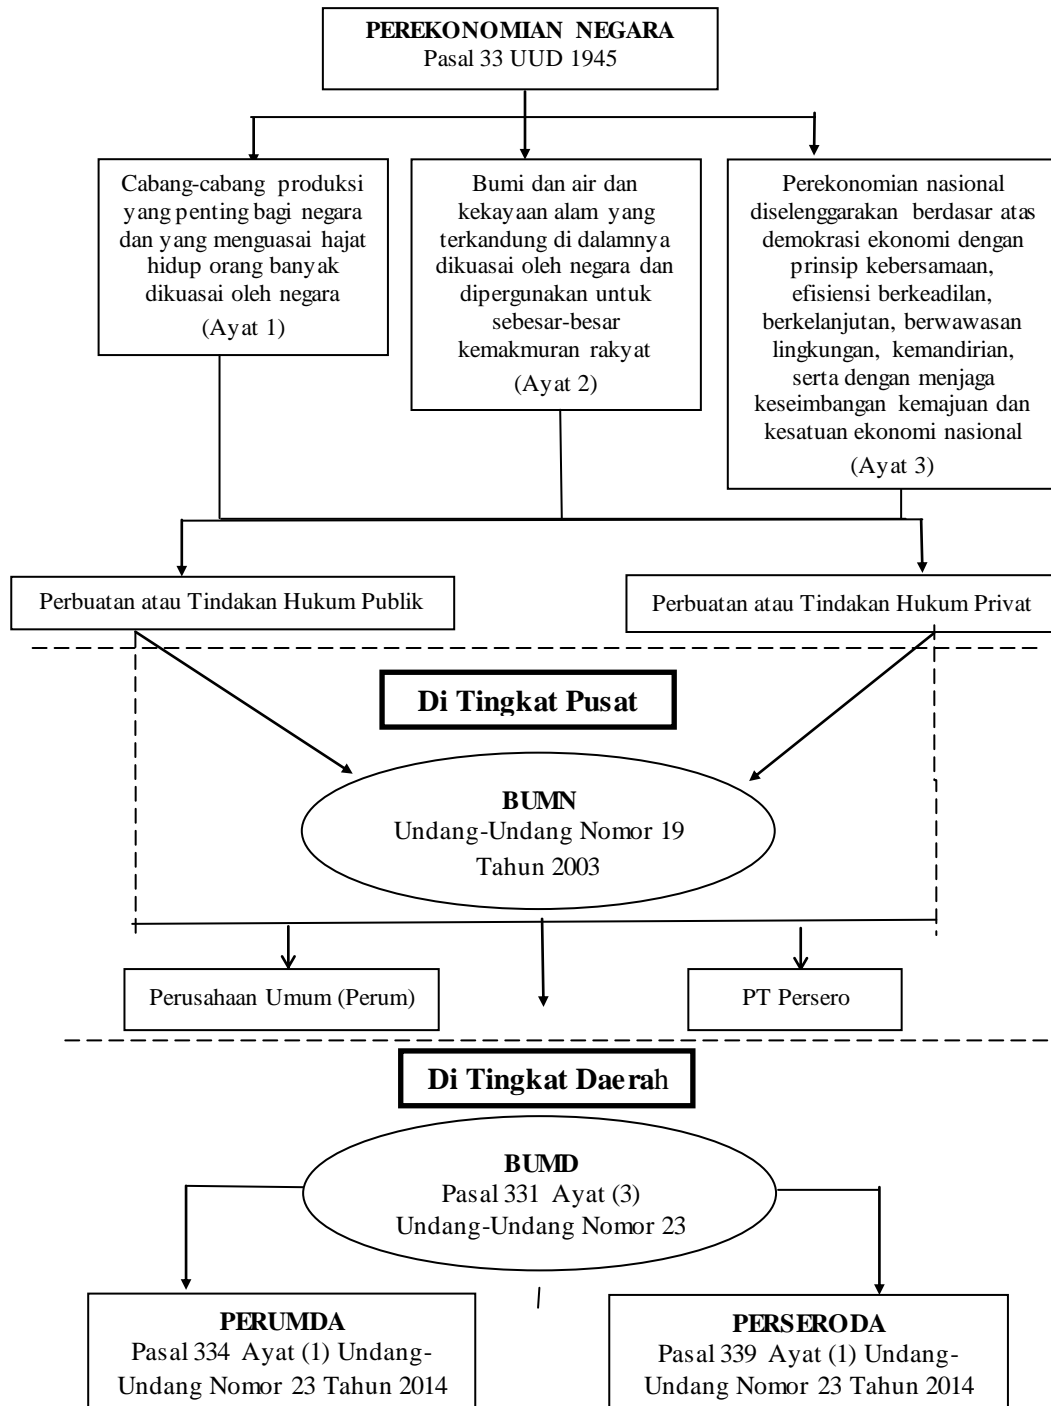 PEREKONOMIAN NEGARA
Pasal 33 UUD 1945
Cabang-cabang produksi
yang penting bagi negara
dan yang menguasai hajat
hidup orang banyak
dikuasai oleh negara
(Ayat 1)
Bumi dan air dan
kekayaan alam yang
terkandung di dalamnya
dikuasai oleh negara dan
dipergunakan untuk
sebesar-besar
kemakmuran rakyat
(Ayat 2)
Perekonomian nasional
diselenggarakan berdasar atas
demokrasi ekonomi dengan
prinsip kebersamaan,
efisiensi berkeadilan,
berkelanjutan, berwawasan
lingkungan, kemandirian,
serta dengan menjaga
keseimbangan kemajuan dan
kesatuan ekonomi nasional
(Ayat 3)
Perbuatan atau Tindakan Hukum Publik
Perbuatan atau Tindakan Hukum Privat
Di Tingkat Pusat
BUMN
Undang-Undang Nomor 19
Tahun 2003
Perusahaan Umum (Perum)
PT Persero
Di Tingkat Daerah
BUMD
Pasal 331 Ayat (3)
Undang-Undang Nomor 23
PERUMDA
Pasal 334 Ayat (1) Undang-
Undang Nomor 23 Tahun 2014
PERSERODA
Pasal 339 Ayat (1) Undang-
Undang Nomor 23 Tahun 2014